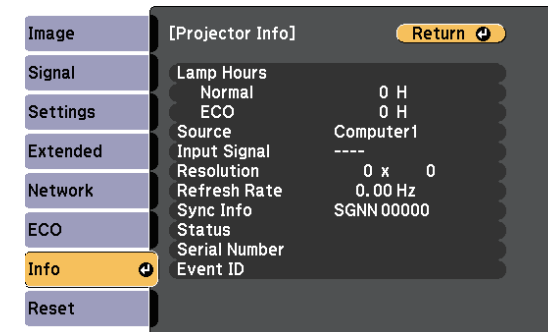 Image
Signal
Settings
Extended
Network
ECO
Info
Reset
[Projector Info]
Return
Lamp Hours
Normal 0 H
ECO 0 H
Source Computer1
Input Signal ----
Resolution 0 x 0
Refresh Rate 0.00 Hz
Sync Info SGNN 00000
Status
Serial Number
Event ID